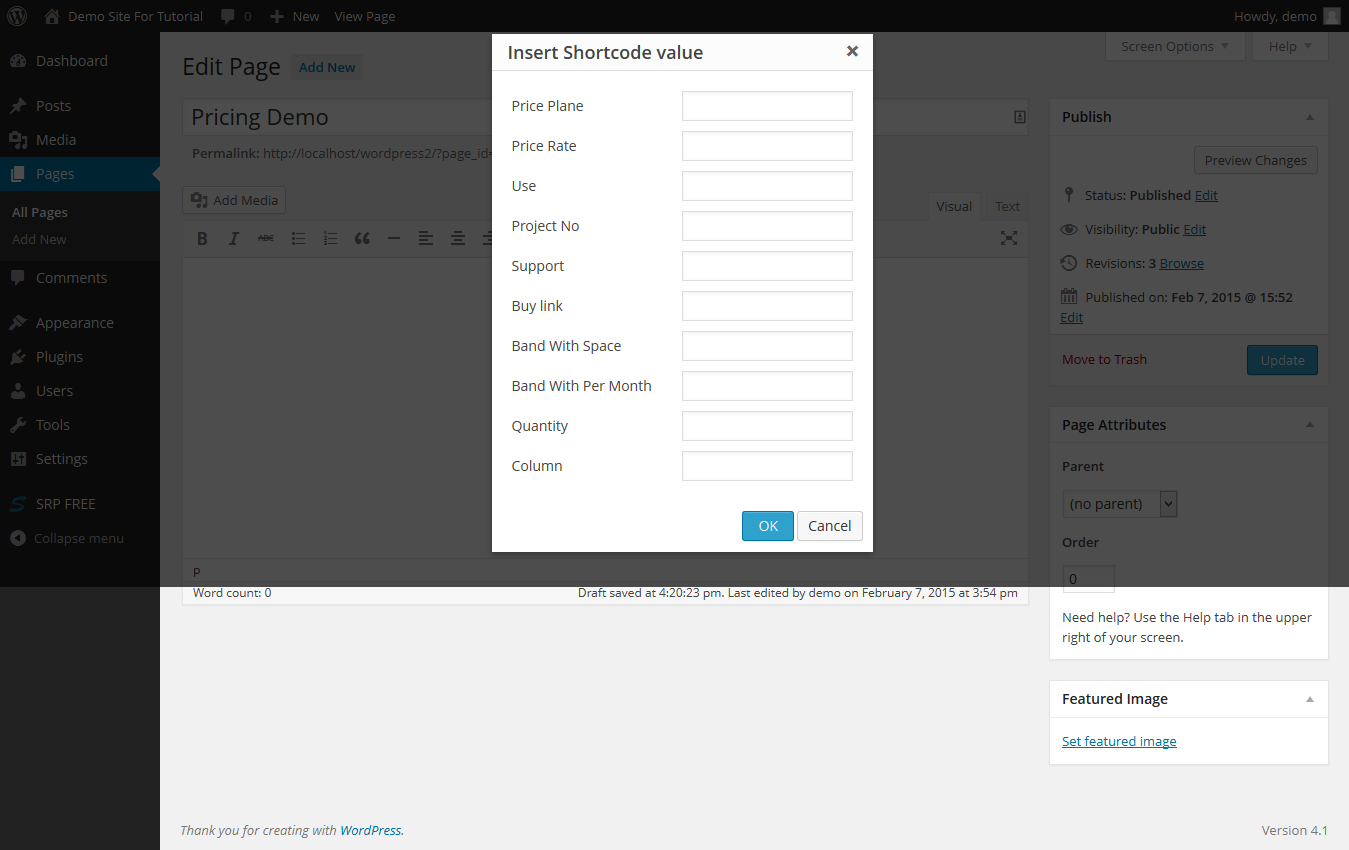 Demo Site For Tutorial 0 New View Page Howdy, demo
Dashboard
Posts
Media
Pages
All Pages
Add New
Comments
Appearance
Plugins
Users
Tools
Settings
SRP FREE
Collapse menu
Edit Page Add New
Screen Options Help
Pricing Demo
Permalink: http://localhost/wordpress2/?page_id=
Add Media
Visual Text
B I ABC
P
Word count: 0 Draft saved at 4:20:23 pm. Last edited by demo on February 7, 2015 at 3:54 pm
Insert Shortcode value
Price Plane
Price Rate
Use
Project No
Support
Buy link
Band With Space
Band With Per Month
Quantity
Column
OK Cancel
Publish
Preview Changes
Status: Published Edit
Visibility: Public Edit
Revisions: 3 Browse
Published on: Feb 7, 2015 @ 15:52
Edit
Move to Trash Update
Page Attributes
Parent
(no parent)
Order
0
Need help? Use the Help tab in the upper
right of your screen.
Featured Image
Set featured image
Thank you for creating with WordPress. Version 4.1